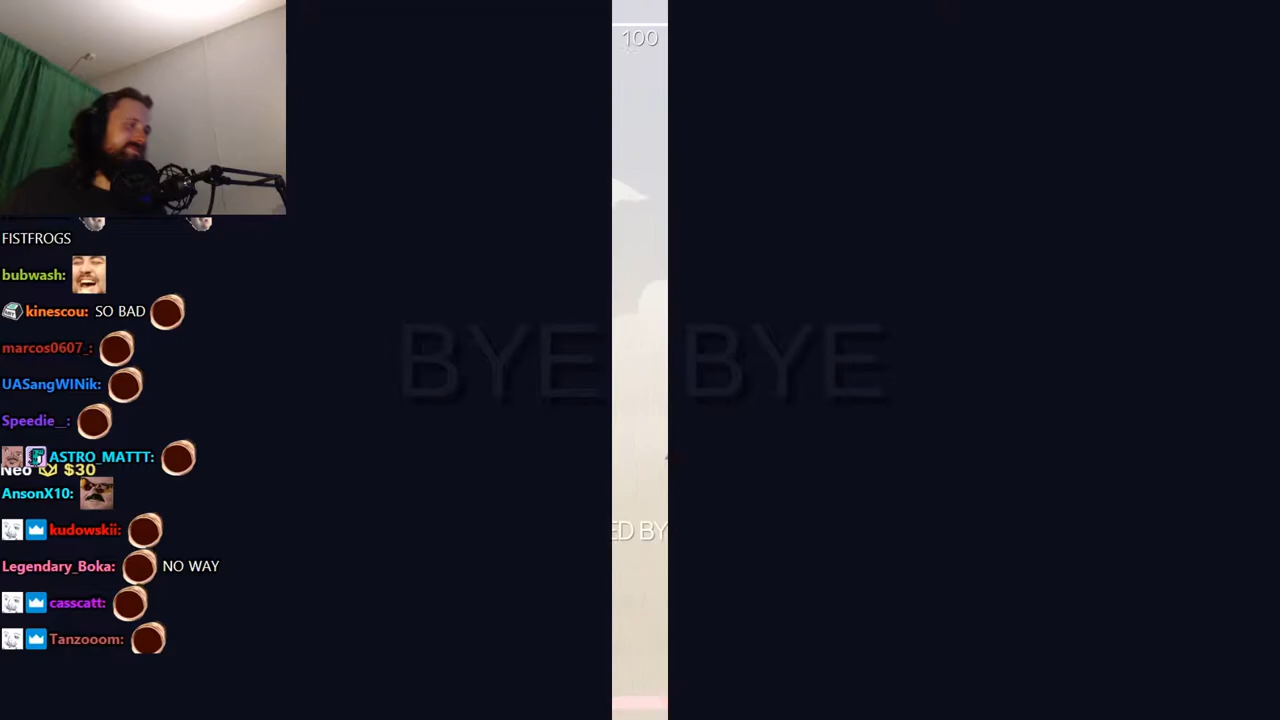 100
FISTFROGS
bubwash:
kinescou: SO BAD
marcos0607_:
UASangWINik:
BYE BYE
Speedie__:
ASTRO_MATTT:
Neo $30
AnsonX10:
kudowskii:
ED BY
Legendary_Boka: NO WAY
casscatt:
Tanzooom: